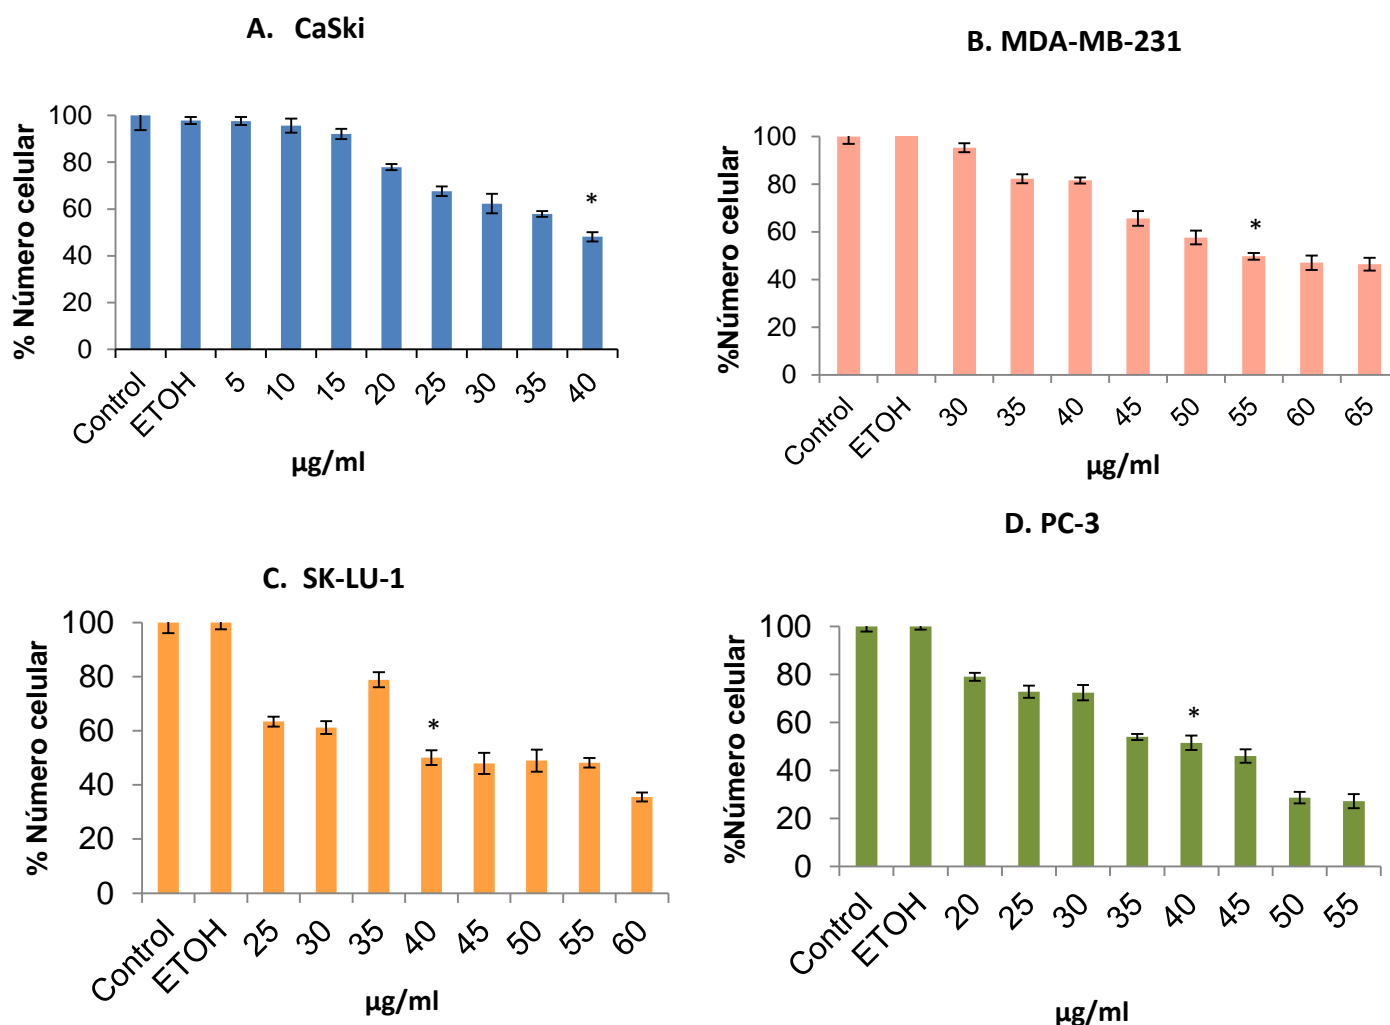 A. CaSki
% Número celular
100
80
60
40
20
0
Control ETOH 5 10 15 20 25 30 35 40
*
µg/ml
B. MDA-MB-231
%Número celular
100
80
60
40
20
0
Control ETOH 30 35 40 45 50 55 60 65
*
µg/ml
C. SK-LU-1
% Número celular
100
80
60
40
20
0
Control ETOH 25 30 35 40 45 50 55 60
*
µg/ml
D. PC-3
%Número celular
100
80
60
40
20
0
Control ETOH 20 25 30 35 40 45 50 55
*
µg/ml